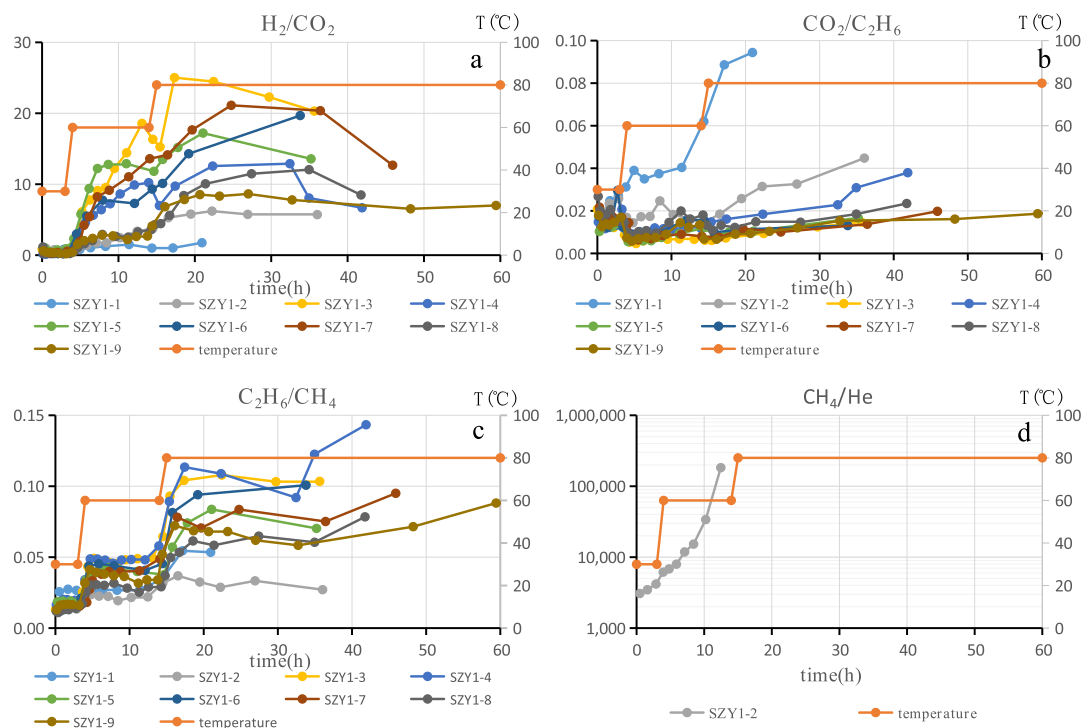 H2/CO2
T(℃)
a
30
20
10
0
100
80
60
40
20
0
0
10
20
30
40
50
60
time(h)
SZY1-1
SZY1-2
SZY1-3
SZY1-4
SZY1-5
SZY1-6
SZY1-7
SZY1-8
SZY1-9
temperature
CO2/C2H6
T(℃)
b
0.10
0.08
0.06
0.04
0.02
0.00
100
80
60
40
20
0
0
10
20
30
40
50
60
time(h)
SZY1-1
SZY1-2
SZY1-3
SZY1-4
SZY1-5
SZY1-6
SZY1-7
SZY1-8
SZY1-9
temperature
C2H6/CH4
T(℃)
c
0.15
0.10
0.05
0.00
100
80
60
40
20
0
0
10
20
30
40
50
60
time(h)
SZY1-1
SZY1-2
SZY1-3
SZY1-4
SZY1-5
SZY1-6
SZY1-7
SZY1-8
SZY1-9
temperature
CH4/He
T(℃)
d
1,000,000
100,000
10,000
1,000
100
80
60
40
20
0
0
10
20
30
40
50
60
time(h)
SZY1-2
temperature